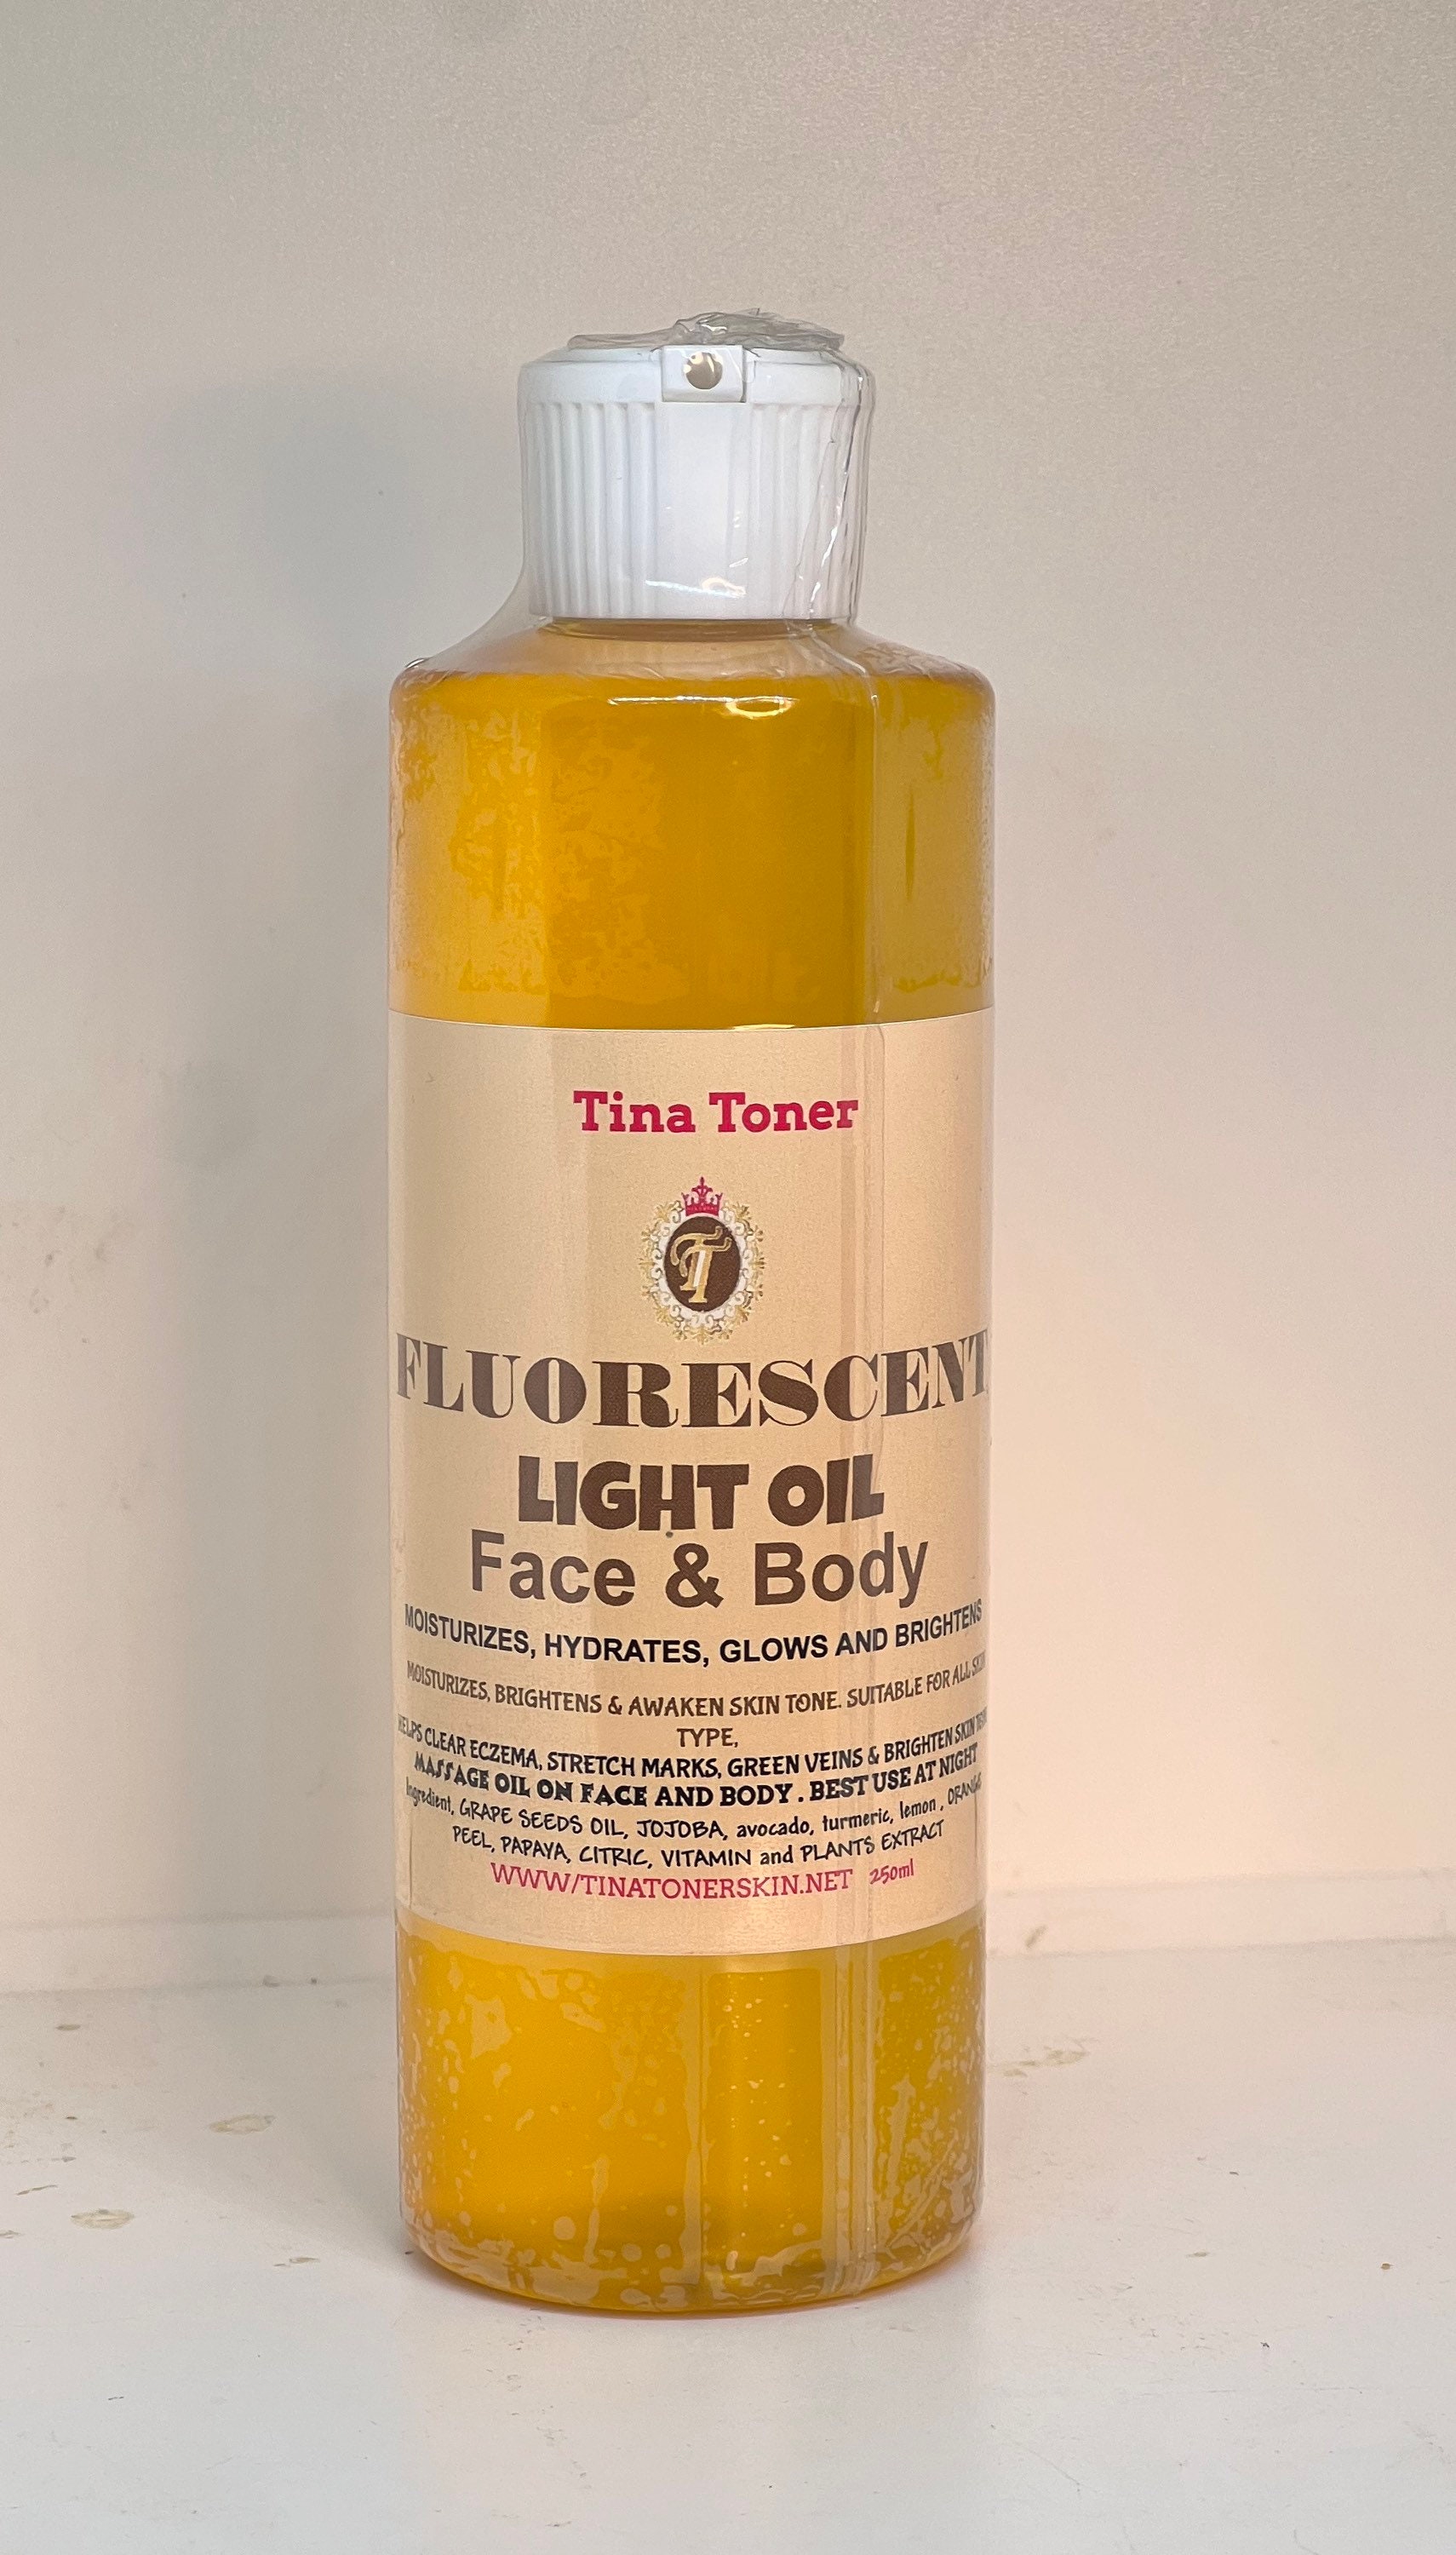 Tina Toner
TI
FLUORESCENT
LIGHT OIL
Face & Body
MOISTURIZES, HYDRATES, GLOWS AND BRIGHTENS
MOISTURIZES, BRIGHTENS & AWAKEN SKIN TONE. SUITABLE FOR ALL SKIN
TYPE,
HELPS CLEAR ECZEMA, STRETCH MARKS, GREEN VEINS & BRIGHTEN SKIN
MASSAGE OIL ON FACE AND BODY . BEST USE AT NIGHT
Ingredient, GRAPE SEEDS OIL, JOJOBA, avocado, turmeric, lemon , ORANGE
PEEL, PAPAYA, CITRIC, VITAMIN and PLANTS EXTRACT
WWW/TINATONERSKIN.NET 250ml